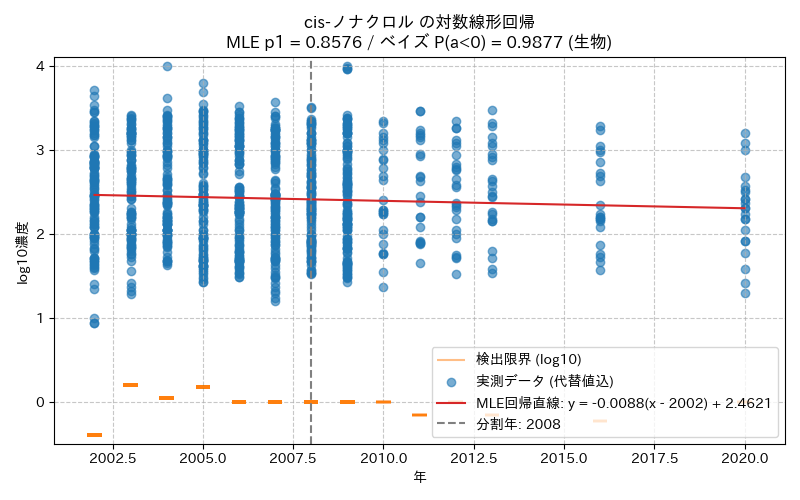 cis-ノナクロル の対数線形回帰
MLE p1 = 0.8576 / ベイズ P(a<0) = 0.9877 (生物)
log10濃度
4
3
2
1
0
検出限界 (log10)
実測データ (代替値込)
MLE回帰直線: y = -0.0088(x - 2002) + 2.4621
分割年: 2008
2002.5 2005.0 2007.5 2010.0 2012.5 2015.0 2017.5 2020.0
年